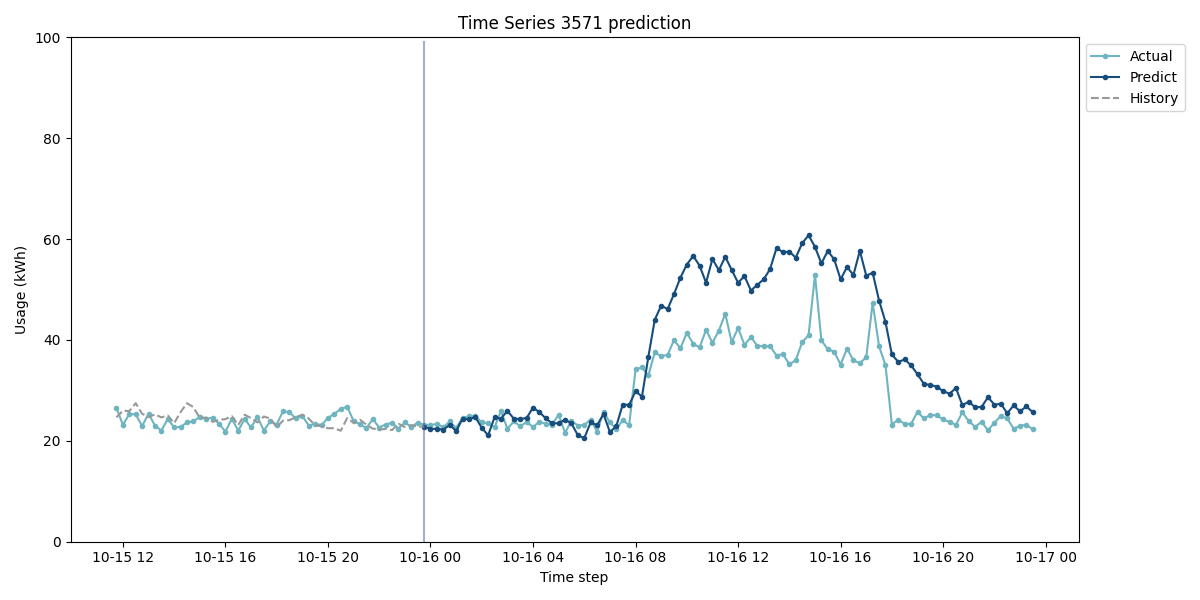 Time Series 3571 prediction
100
80
60
40
20
0
Usage (kWh)
10-15 12
10-15 16
10-15 20
10-16 00
10-16 04
10-16 08
10-16 12
10-16 16
10-16 20
10-17 00
Time step
Actual
Predict
History